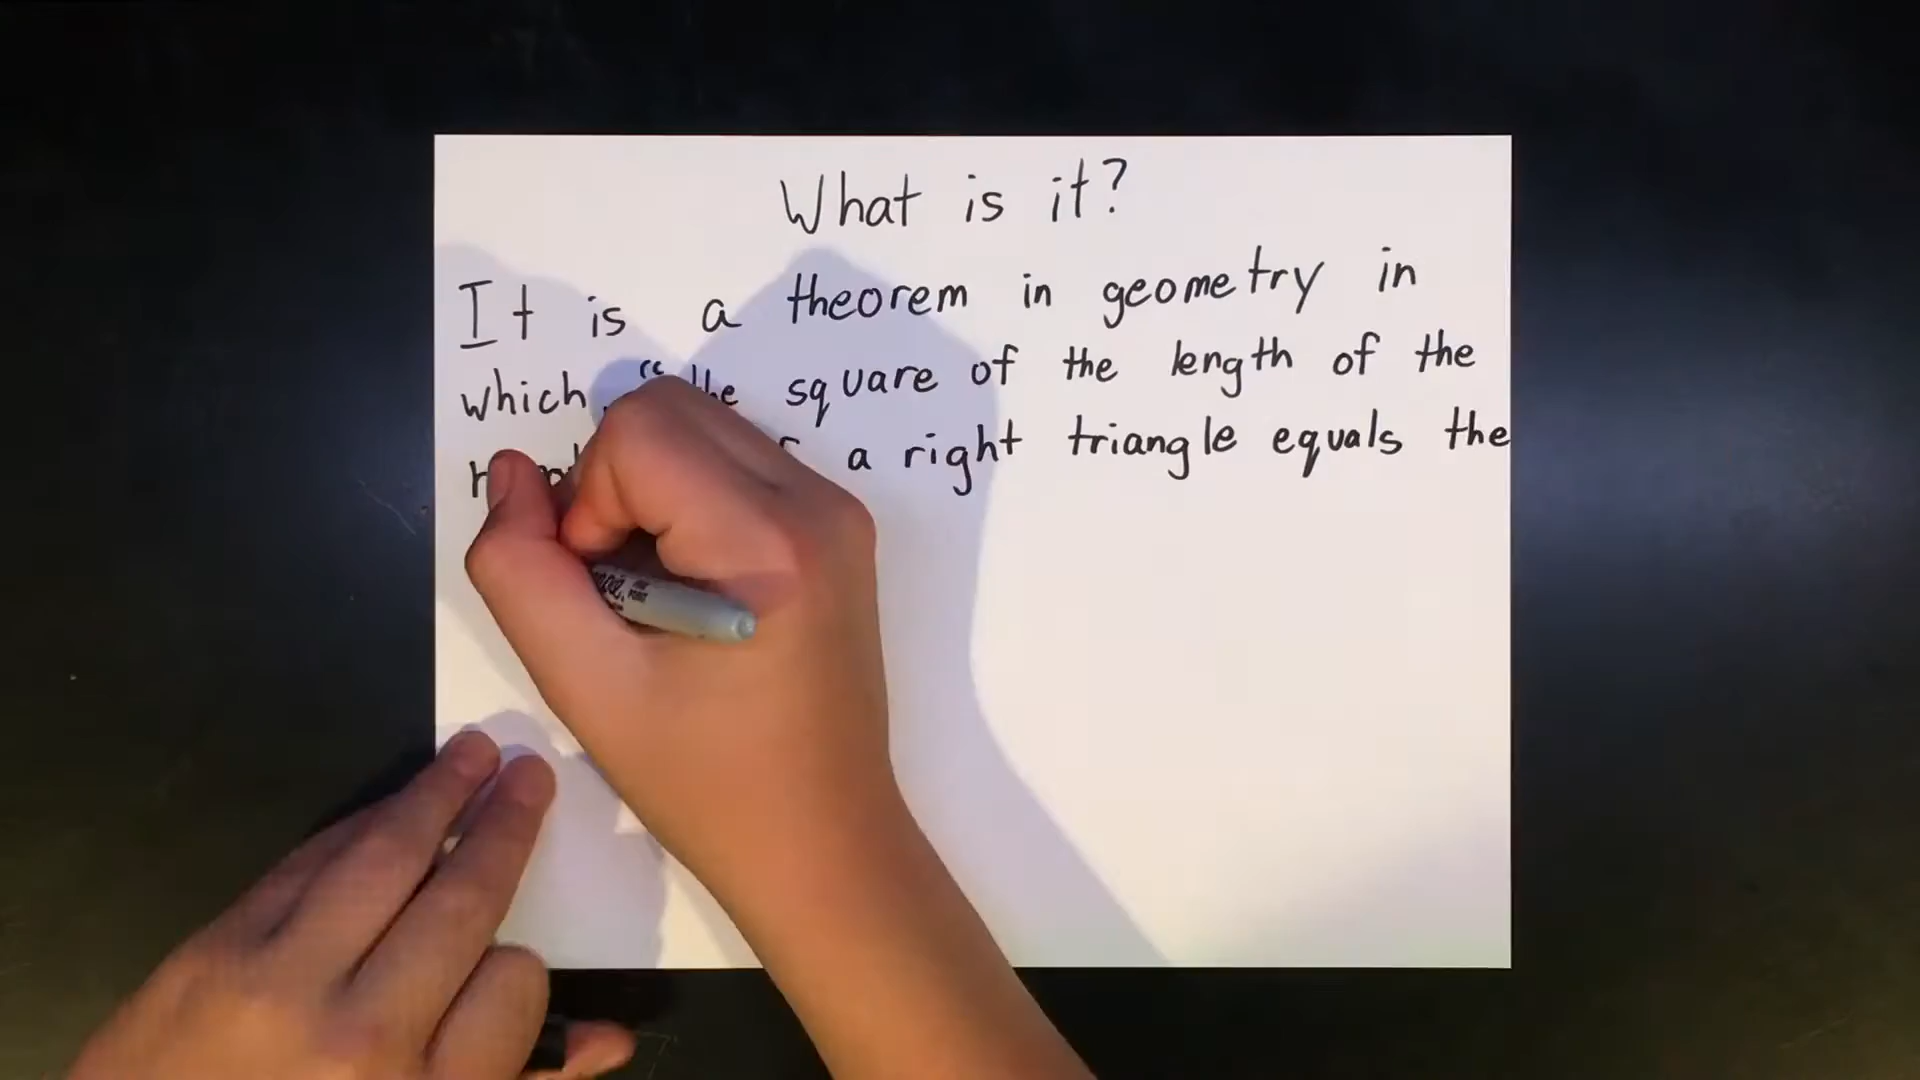 What is it?
It is a theorem in geometry in
which, "the square of the length of the
a right triangle equals the